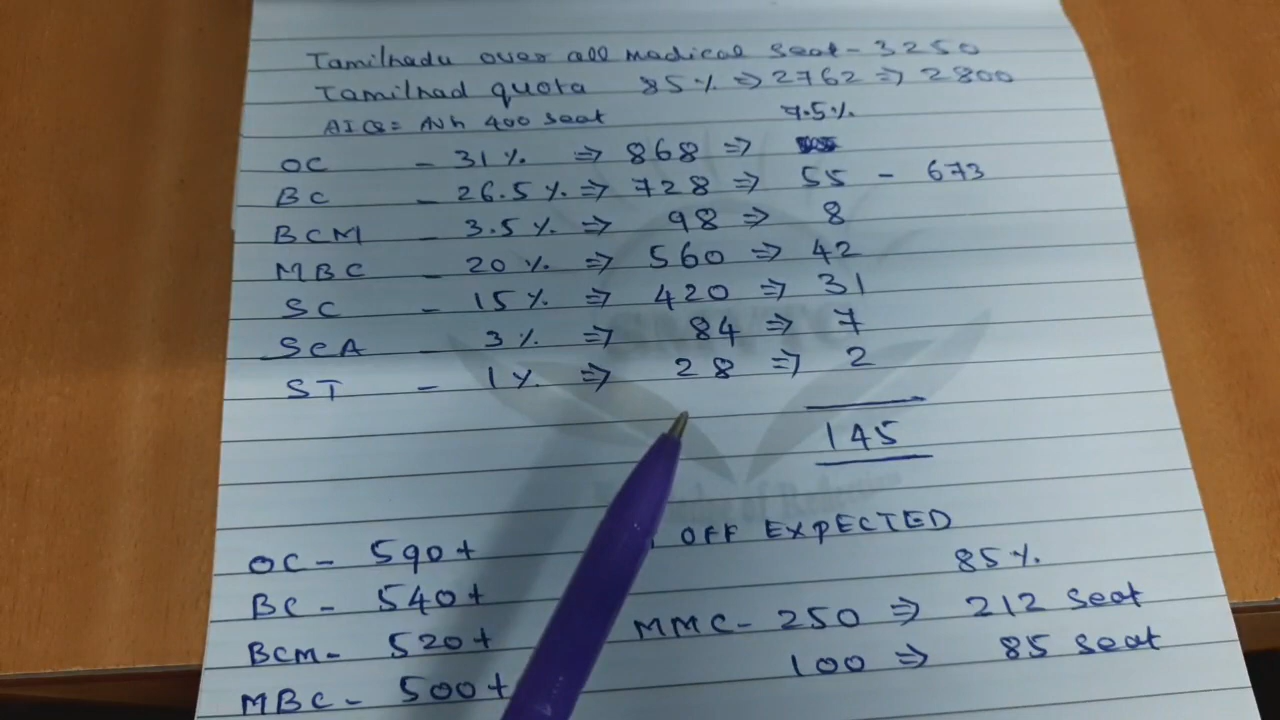 Tamilnadu over all medical seat - 3250
Tamilnad quota 85% ⇒ 2762 ⇒ 2800
7.5%
400 seat
OC - 31% ⇒ 868 ⇒
BC - 26.5%. ⇒ 728 ⇒ 55 - 673
BCM - 3.5% ⇒ 98 ⇒ 8
MBC - 20% ⇒ 560 ⇒ 42
SC - 15% ⇒ 420 ⇒ 31
SCA - 3% ⇒ 84 ⇒ 7
ST - 1% ⇒ 28 ⇒ 2
145
OFF EXPECTED
OC - 590+
85%.
BC - 540+
MMC - 250 ⇒ 212 seat
BCM - 520+
100 ⇒ 85 seat
MBC - 500+